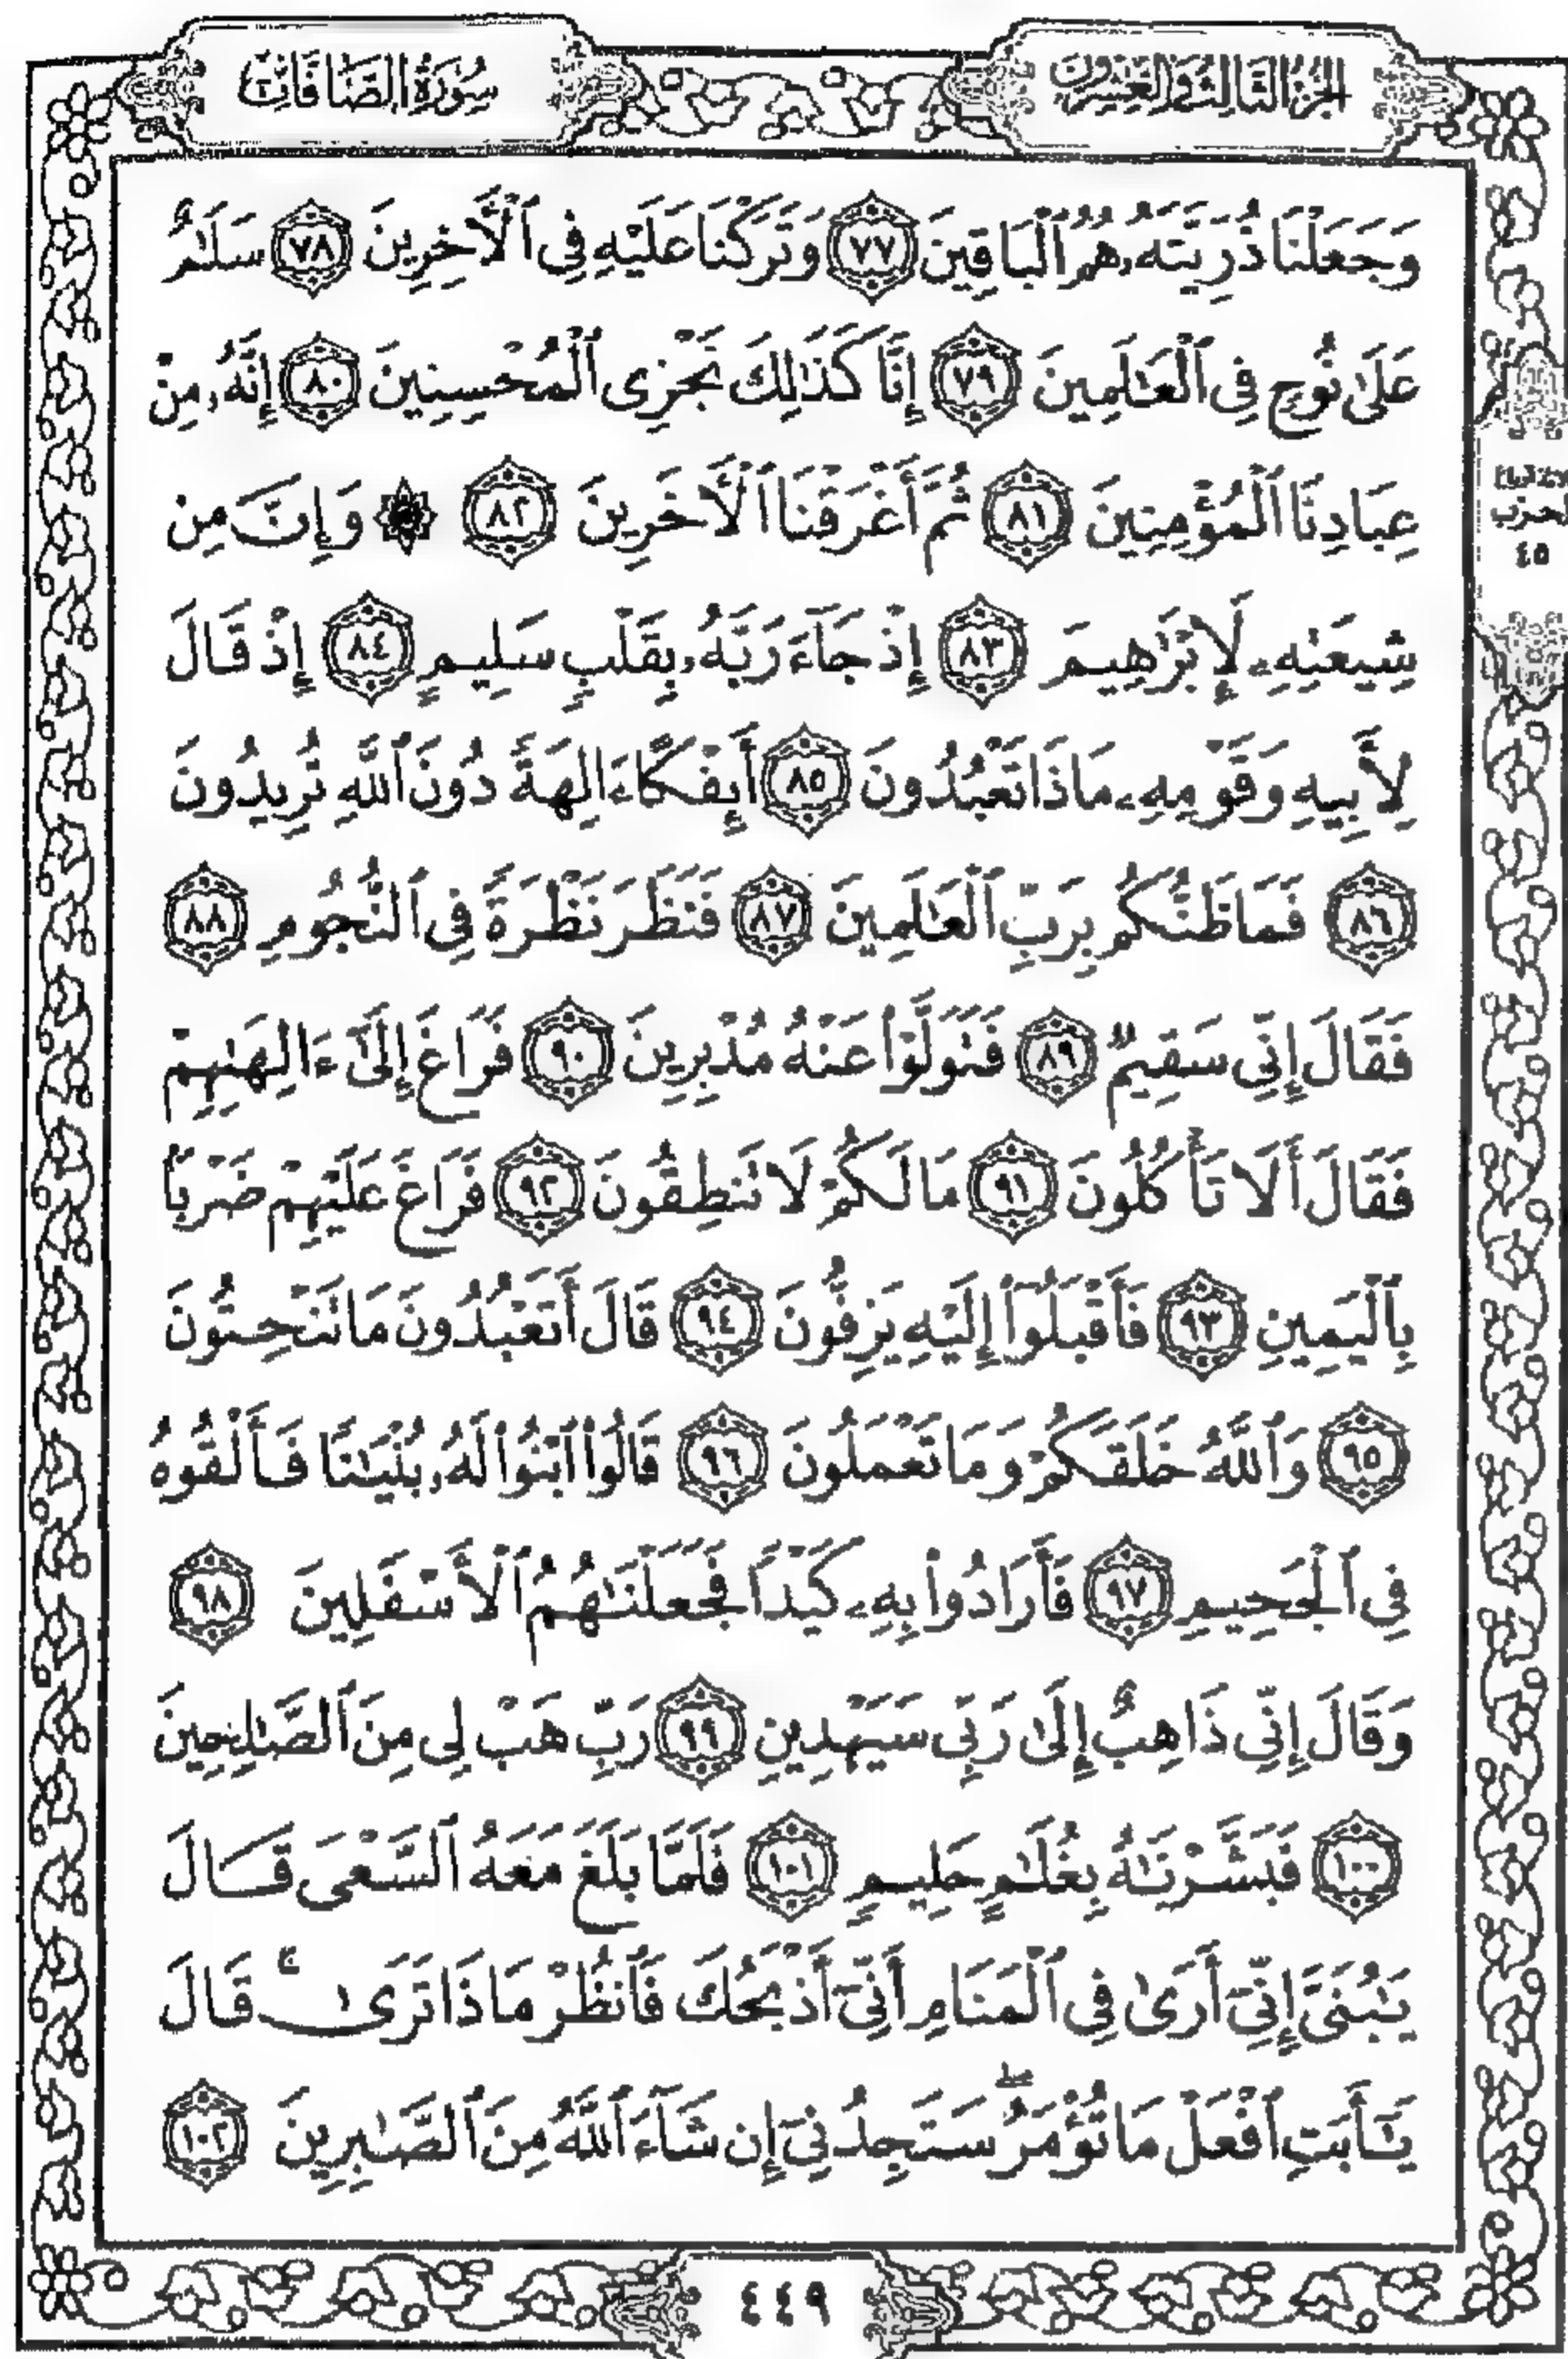 الجزء الثالث والعشرون
سورة الصافات
وَجَعَلْنَا ذُرِّيَّتَهُۥ هُمُ ٱلْبَاقِينَ ٧٧ وَتَرَكْنَا عَلَيْهِ فِى ٱلْأَخِرِينَ ٧٨ سَلَٰمٌ
عَلَىٰ نُوحٍ فِى ٱلْعَٰلَمِينَ ٧٩ إِنَّا كَذَٰلِكَ نَجْزِى ٱلْمُحْسِنِينَ ٨٠ إِنَّهُۥ مِنْ
عِبَادِنَا ٱلْمُؤْمِنِينَ ٨١ ثُمَّ أَغْرَقْنَا ٱلْأَخَرِينَ ٨٢ ۞ وَإِنَّ مِن
الحزب
٤٥
شِيعَتِهِۦ لَإِبْرَٰهِيمَ ٨٣ إِذْ جَآءَ رَبَّهُۥ بِقَلْبٍ سَلِيمٍ ٨٤ إِذْ قَالَ
لِأَبِيهِ وَقَوْمِهِۦ مَاذَا تَعْبُدُونَ ٨٥ أَئِفْكًا ءَالِهَةً دُونَ ٱللَّهِ تُرِيدُونَ
٨٦ فَمَا ظَنُّكُم بِرَبِّ ٱلْعَٰلَمِينَ ٨٧ فَنَظَرَ نَظْرَةً فِى ٱلنُّجُومِ ٨٨
فَقَالَ إِنِّى سَقِيمٌ ٨٩ فَتَوَلَّوْا۟ عَنْهُ مُدْبِرِينَ ٩٠ فَرَاغَ إِلَىٰٓ ءَالِهَتِهِمْ
فَقَالَ أَلَا تَأْكُلُونَ ٩١ مَا لَكُمْ لَا تَنطِقُونَ ٩٢ فَرَاغَ عَلَيْهِمْ ضَرْبًۢا
بِٱلْيَمِينِ ٩٣ فَأَقْبَلُوٓا۟ إِلَيْهِ يَزِفُّونَ ٩٤ قَالَ أَتَعْبُدُونَ مَا تَنْحِتُونَ
٩٥ وَٱللَّهُ خَلَقَكُمْ وَمَا تَعْمَلُونَ ٩٦ قَالُوا۟ ٱبْنُوا۟ لَهُۥ بُنْيَٰنًا فَأَلْقُوهُ
فِى ٱلْجَحِيمِ ٩٧ فَأَرَادُوا۟ بِهِۦ كَيْدًا فَجَعَلْنَٰهُمُ ٱلْأَسْفَلِينَ ٩٨
وَقَالَ إِنِّى ذَاهِبٌ إِلَىٰ رَبِّى سَيَهْدِينِ ٩٩ رَبِّ هَبْ لِى مِنَ ٱلصَّٰلِحِينَ
١٠٠ فَبَشَّرْنَٰهُ بِغُلَٰمٍ حَلِيمٍ ١٠١ فَلَمَّا بَلَغَ مَعَهُ ٱلسَّعْىَ قَالَ
يَٰبُنَىَّ إِنِّىٓ أَرَىٰ فِى ٱلْمَنَامِ أَنِّىٓ أَذْبَحُكَ فَٱنظُرْ مَاذَا تَرَىٰ ۚ قَالَ
يَٰٓأَبَتِ ٱفْعَلْ مَا تُؤْمَرُ ۖ سَتَجِدُنِىٓ إِن شَآءَ ٱللَّهُ مِنَ ٱلصَّٰبِرِينَ ١٠٢
٤٤٩